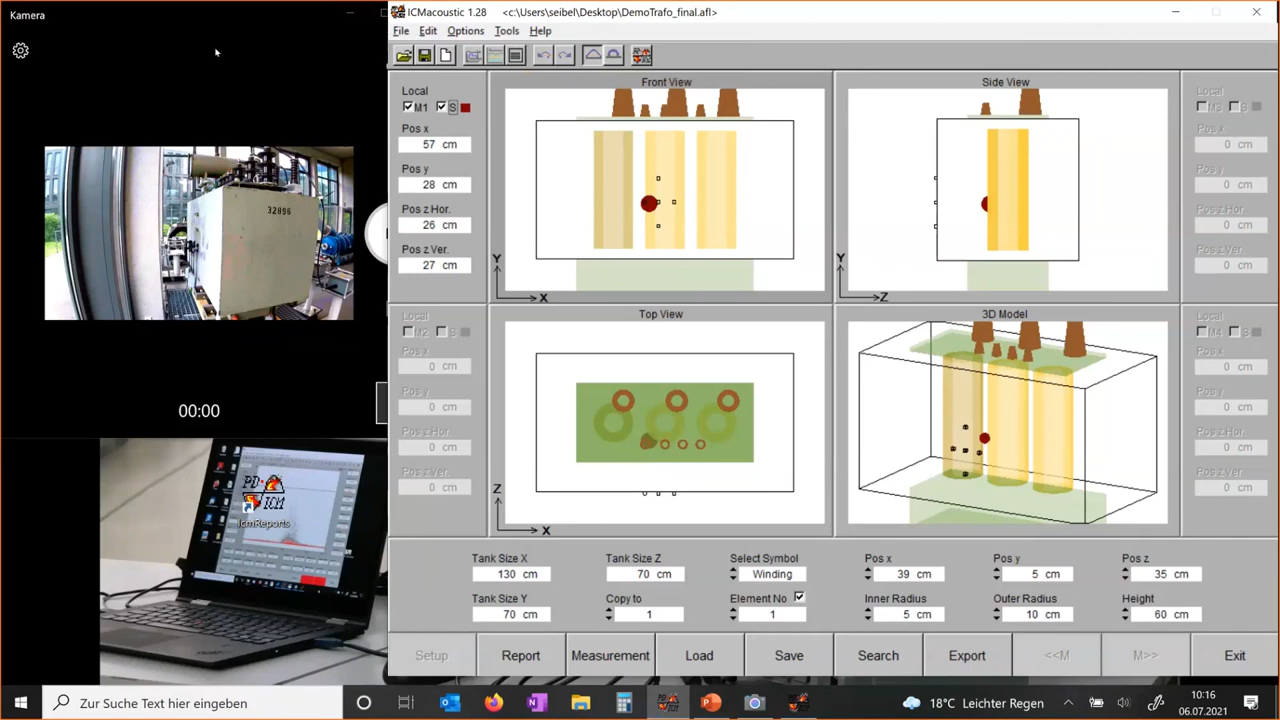 Kamera
ICMacoustic 1.28 <c:\Users\seibel\Desktop\DemoTrafo_final.afl>
File Edit Options Tools Help
Local
M1 S
Pos x
57 cm
Pos y
28 cm
Pos z Hor.
26 cm
Pos z Ver.
27 cm
Front View
Y
X
Side View
Y
Z
Local
M3 S
Pos x
0 cm
Pos y
0 cm
Pos z Hor.
0 cm
Pos z Ver.
0 cm
32896
Local
M2 S
Pos x
0 cm
Pos y
0 cm
Pos z Hor.
0 cm
Pos z Ver.
0 cm
Top View
Z
X
3D Model
Local
M4 S
Pos x
0 cm
Pos y
0 cm
Pos z Hor.
0 cm
Pos z Ver.
0 cm
00:00
PD
ICM
IcmReports
Tank Size X Tank Size Z Select Symbol Pos x Pos y Pos z
130 cm 70 cm Winding 39 cm 5 cm 35 cm
Tank Size Y Copy to Element No Inner Radius Outer Radius Height
70 cm 1 1 5 cm 10 cm 60 cm
Setup Report Measurement Load Save Search Export <<M M>> Exit
Zur Suche Text hier eingeben
18°C Leichter Regen
10:16
06.07.2021